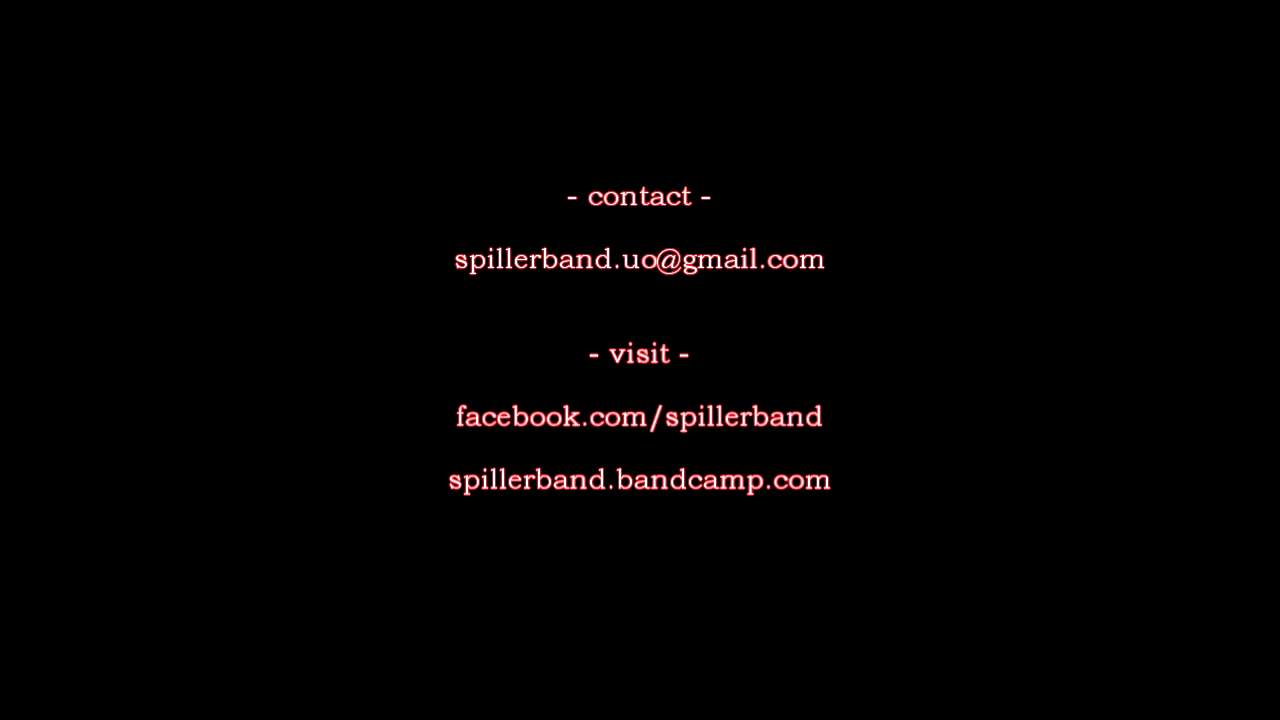 - contact -
spillerband.uo@gmail.com
- visit -
facebook.com/spillerband
spillerband.bandcamp.com